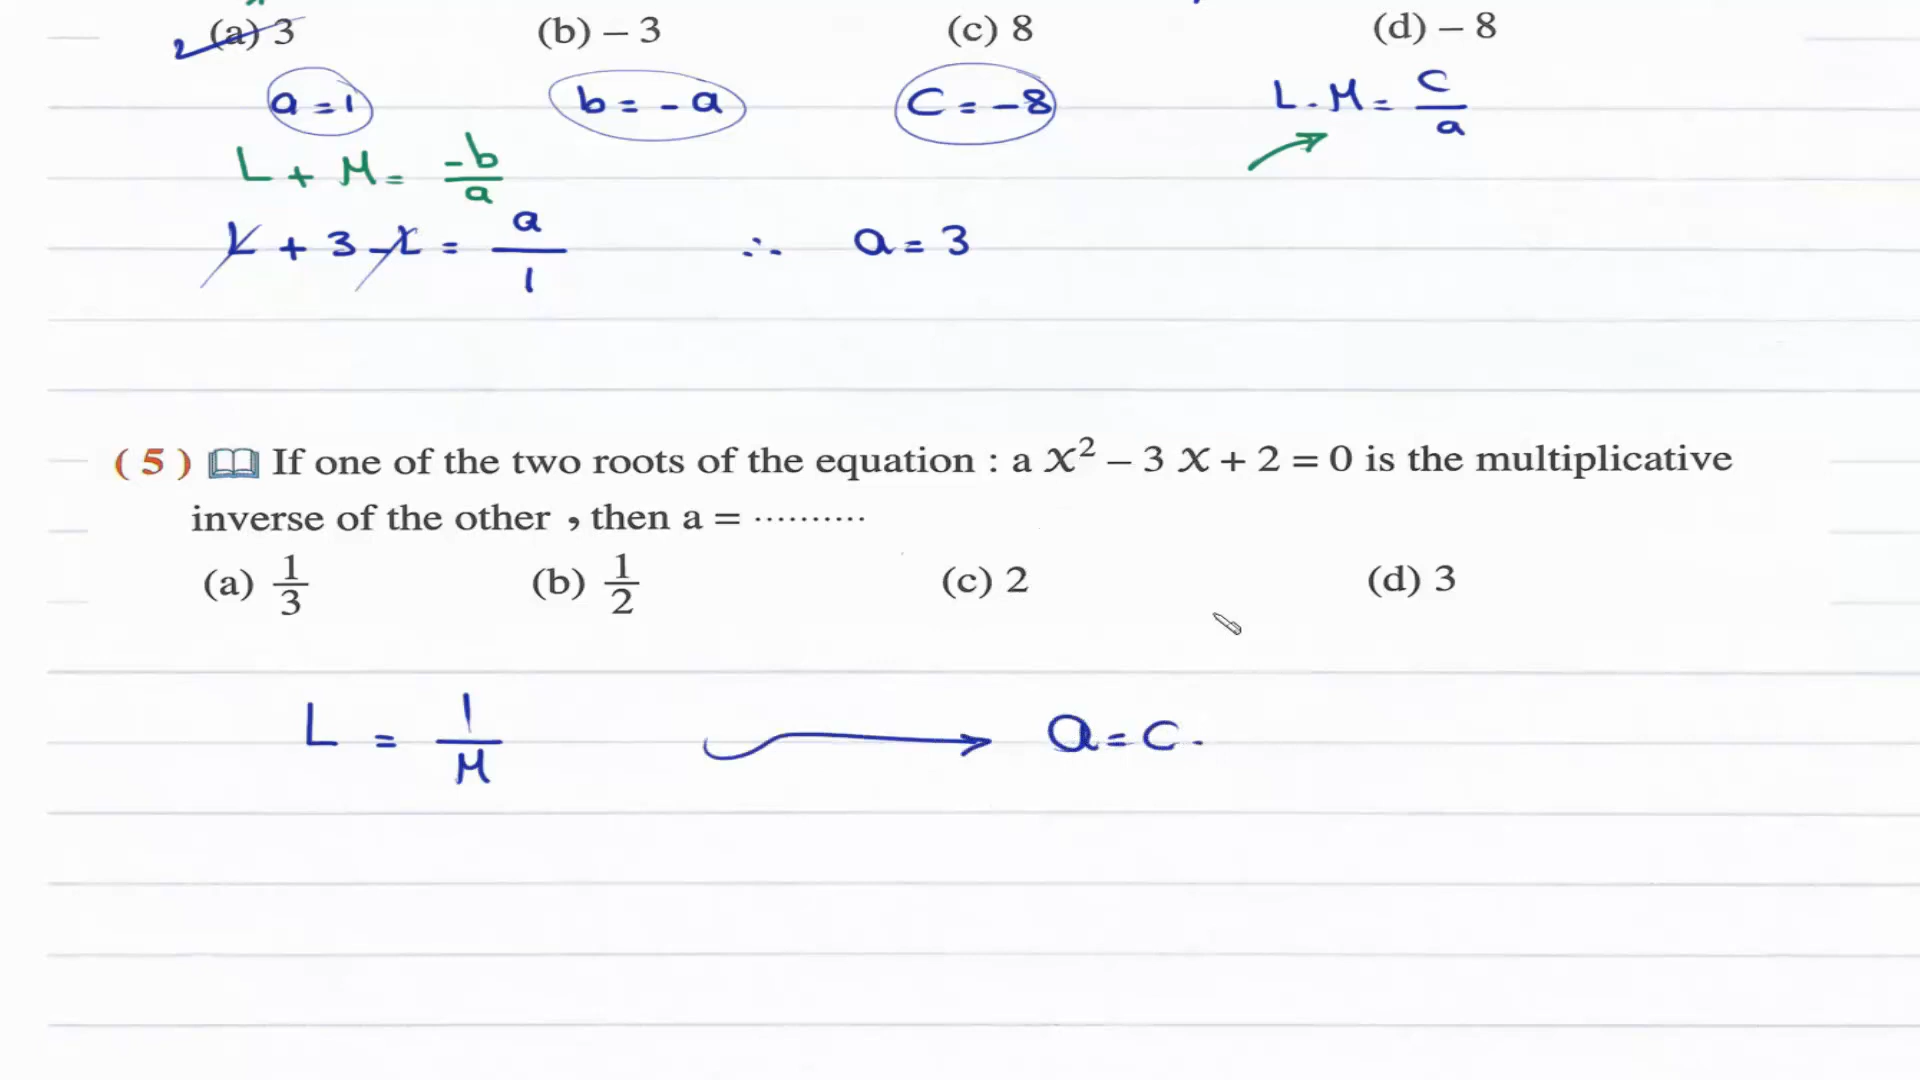 (a) 3 (b) – 3 (c) 8 (d) – 8
a = 1 b = - a C = -8 L . M = C/a
L + M = -b/a
L + 3 - L = a/1 ∴ a = 3
( 5 ) If one of the two roots of the equation : a x² – 3 x + 2 = 0 is the multiplicative
inverse of the other , then a = ··········
(a) 1/3 (b) 1/2 (c) 2 (d) 3
L = 1/M → a = c .